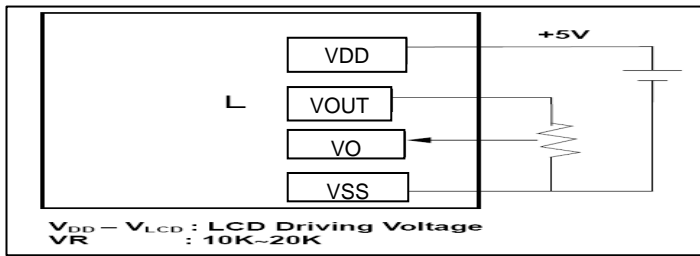 +5V
VDD
L
VOUT
VO
VSS
VDD – VLCD : LCD Driving Voltage
VR : 10K~20K